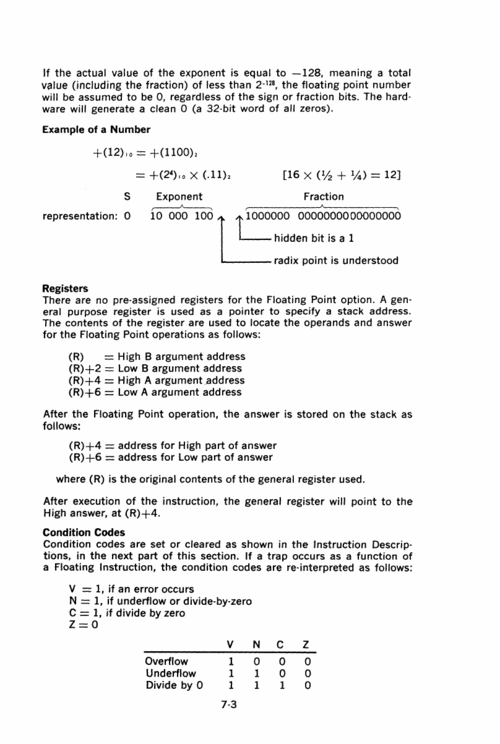 If the actual value of the exponent is equal to —128, meaning a total
value (including the fraction) of less than 2⁻¹²⁸, the floating point number
will be assumed to be 0, regardless of the sign or fraction bits. The hard-
ware will generate a clean 0 (a 32-bit word of all zeros).
Example of a Number
+(12)₁₀ = +(1100)₂
= +(2⁴)₁₀ × (.11)₂ [16 × (½ + ¼) = 12]
S Exponent Fraction
representation: 0 10 000 100 1000000 0000000000000000
hidden bit is a 1
radix point is understood
Registers
There are no pre-assigned registers for the Floating Point option. A gen-
eral purpose register is used as a pointer to specify a stack address.
The contents of the register are used to locate the operands and answer
for the Floating Point operations as follows:
(R) = High B argument address
(R)+2 = Low B argument address
(R)+4 = High A argument address
(R)+6 = Low A argument address
After the Floating Point operation, the answer is stored on the stack as
follows:
(R)+4 = address for High part of answer
(R)+6 = address for Low part of answer
where (R) is the original contents of the general register used.
After execution of the instruction, the general register will point to the
High answer, at (R)+4.
Condition Codes
Condition codes are set or cleared as shown in the Instruction Descrip-
tions, in the next part of this section. If a trap occurs as a function of
a Floating Instruction, the condition codes are re-interpreted as follows:
V = 1, if an error occurs
N = 1, if underflow or divide-by-zero
C = 1, if divide by zero
Z = 0
V N C Z
Overflow 1 0 0 0
Underflow 1 1 0 0
Divide by 0 1 1 1 0
7-3